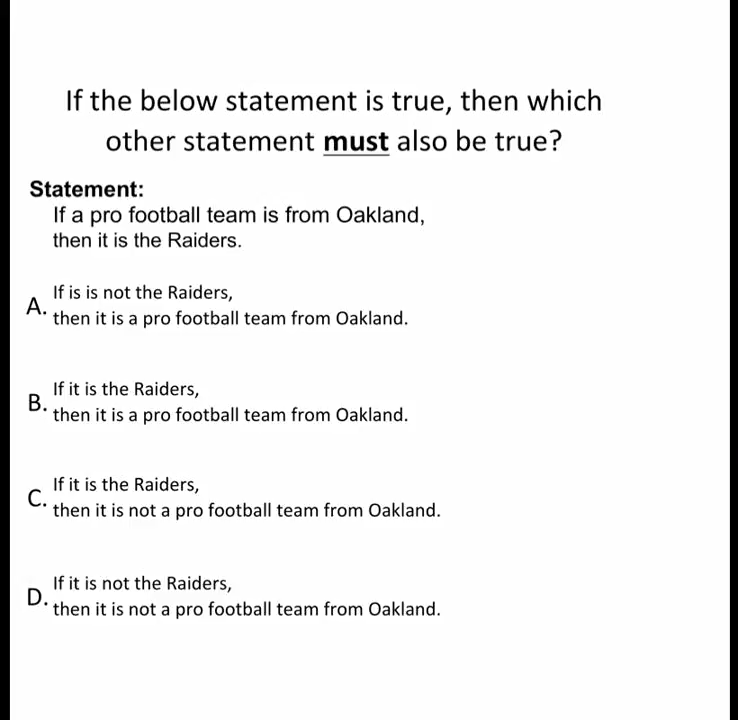 If the below statement is true, then which
other statement must also be true?
Statement:
If a pro football team is from Oakland,
then it is the Raiders.
A.
If is is not the Raiders,
then it is a pro football team from Oakland.
B.
If it is the Raiders,
then it is a pro football team from Oakland.
C.
If it is the Raiders,
then it is not a pro football team from Oakland.
D.
If it is not the Raiders,
then it is not a pro football team from Oakland.